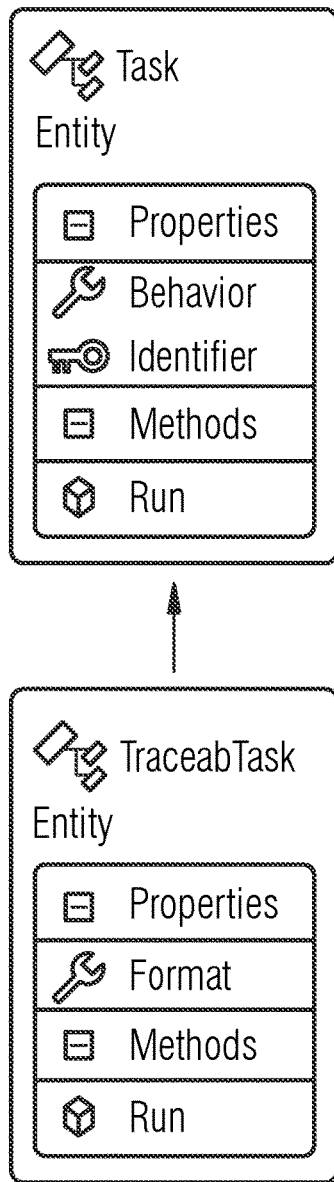 Task
Entity
Properties
Behavior
Identifier
Methods
Run
TraceabTask
Entity
Properties
Format
Methods
Run